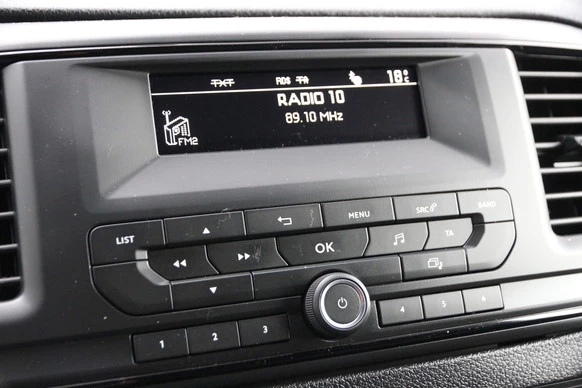 TXT RDS TA 18°C
RADIO 10
89.10 MHz
FM2
LIST MENU SRC BAND
OK TA
1 2 3 4 5 6